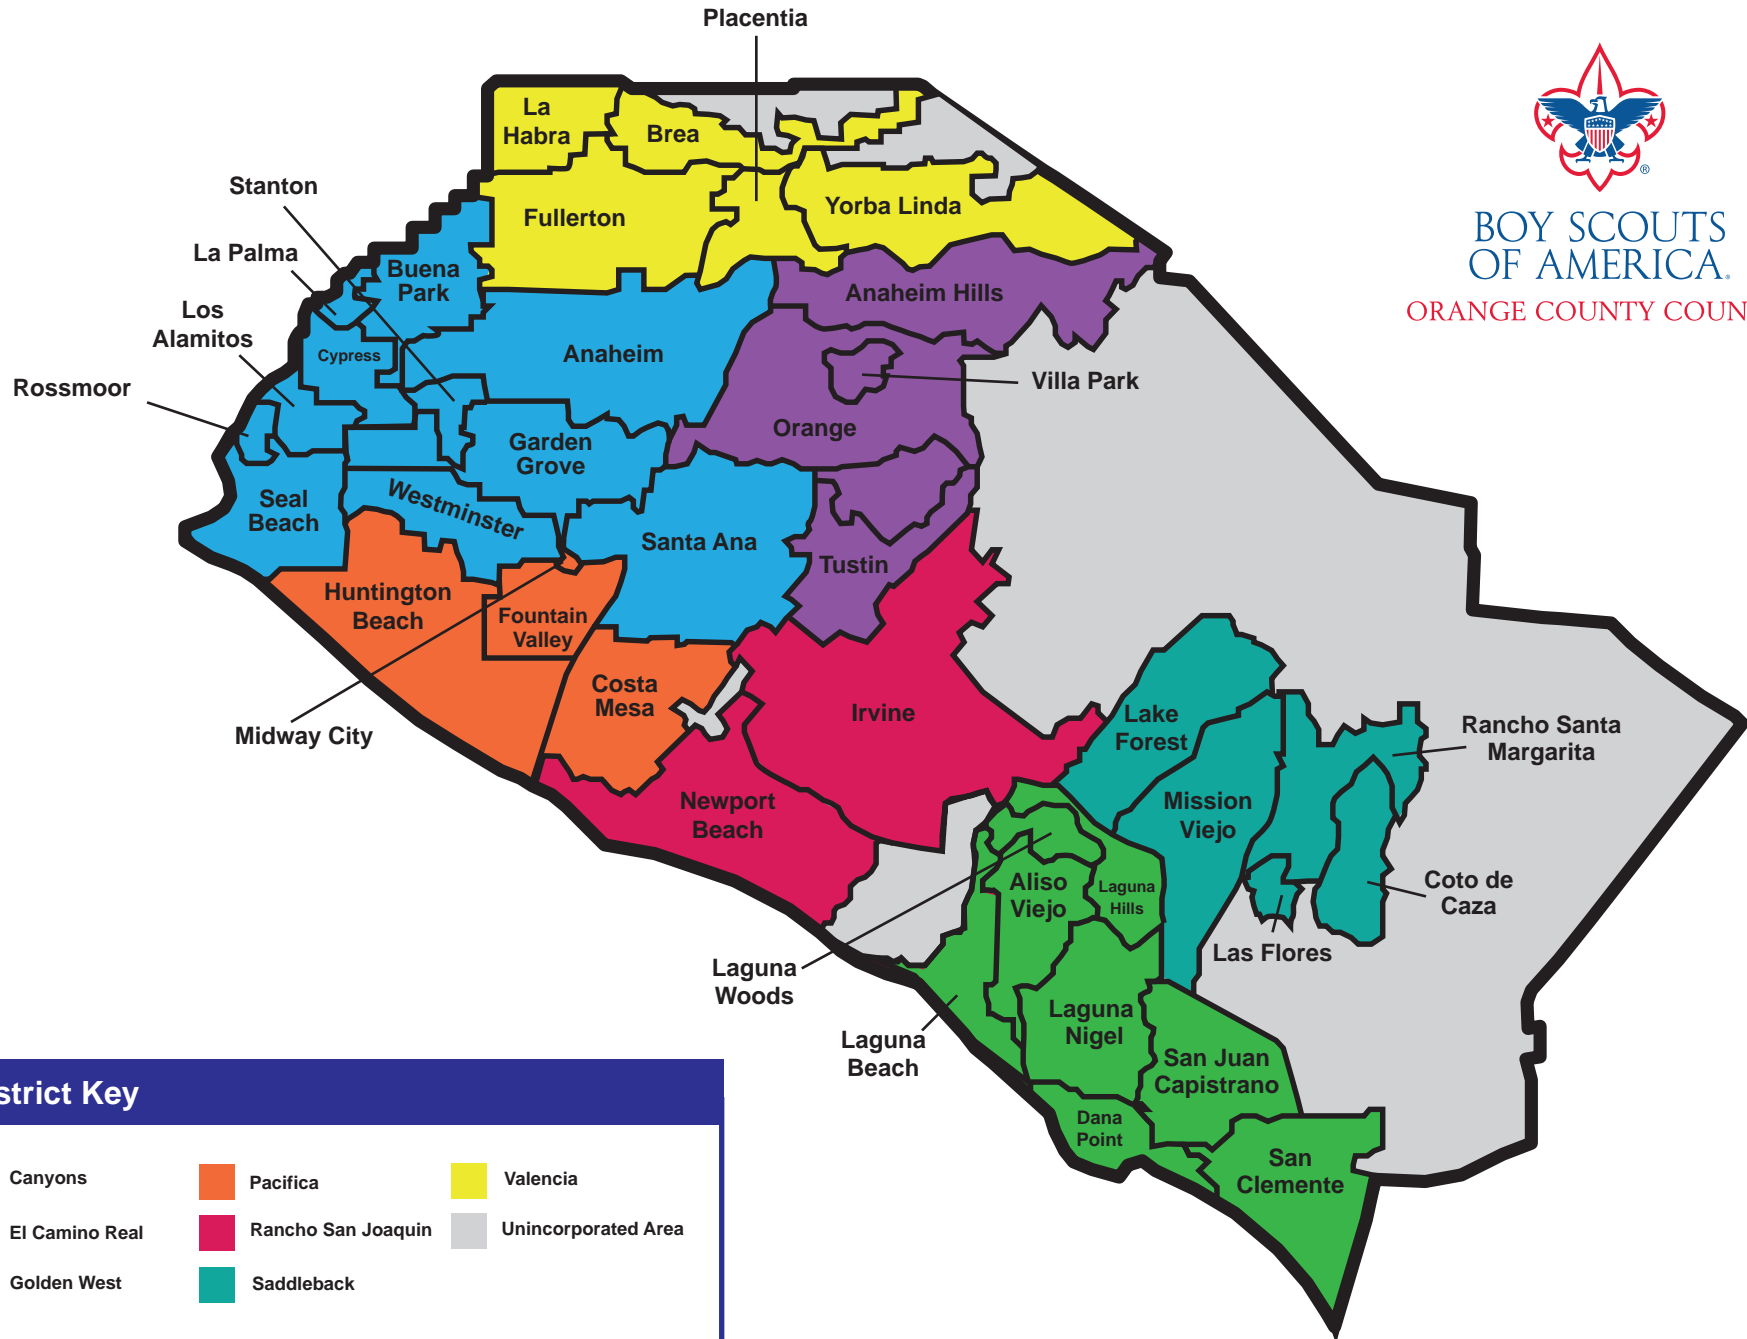 Placentia
La
Habra
Brea
Stanton
Fullerton
Yorba Linda
La Palma
Buena
Park
Anaheim Hills
Los
Alamitos
Cypress
Anaheim
Villa Park
Rossmoor
Orange
Garden
Grove
Seal
Beach
Westminster
Santa Ana
Tustin
Huntington
Beach
Fountain
Valley
Costa
Mesa
Irvine
Midway City
Lake
Forest
Rancho Santa
Margarita
Newport
Beach
Mission
Viejo
Aliso
Viejo
Laguna
Hills
Coto de
Caza
Las Flores
Laguna
Woods
Laguna
Nigel
Laguna
Beach
San Juan
Capistrano
Dana
Point
San
Clemente
®
BOY SCOUTS
OF AMERICA®
ORANGE COUNTY COUN
strict Key
Canyons
El Camino Real
Golden West
Pacifica
Rancho San Joaquin
Saddleback
Valencia
Unincorporated Area